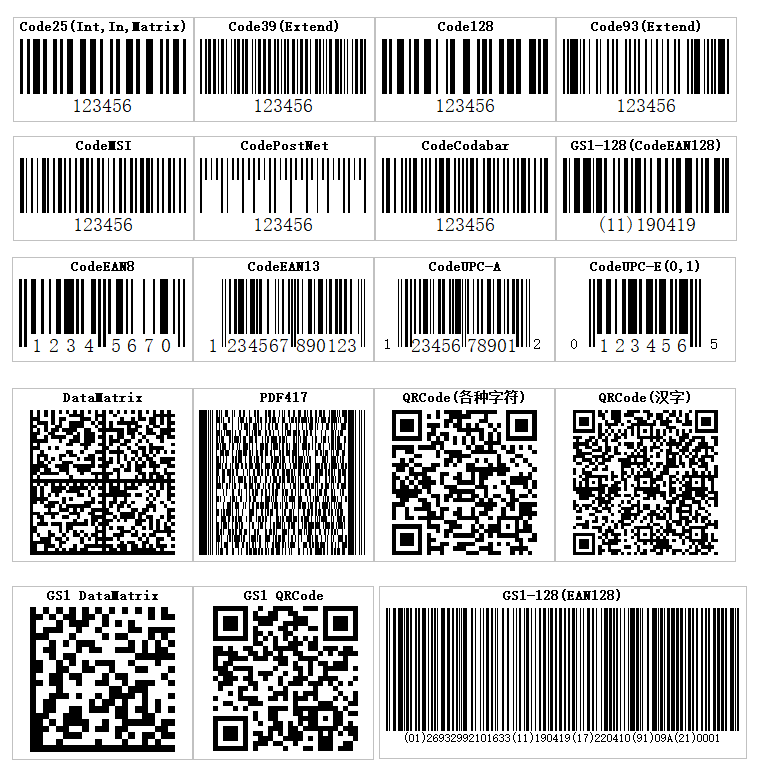 Code25(Int,In,Matrix) Code39(Extend) Code128 Code93(Extend)
123456 123456 123456 123456
CodeMSI CodePostNet CodeCodabar GS1-128(CodeEAN128)
123456 123456 123456 (11)190419
CodeEAN8 CodeEAN13 CodeUPC-A CodeUPC-E(0,1)
1234 5670 1 234567 890123 1 23456 78901 2 0 123456 5
DataMatrix PDF417 QRCode(各种字符) QRCode(汉字)
GS1 DataMatrix GS1 QRCode GS1-128(EAN128)
(01)26932992101633(11)190419(17)220410(91)09A(21)0001